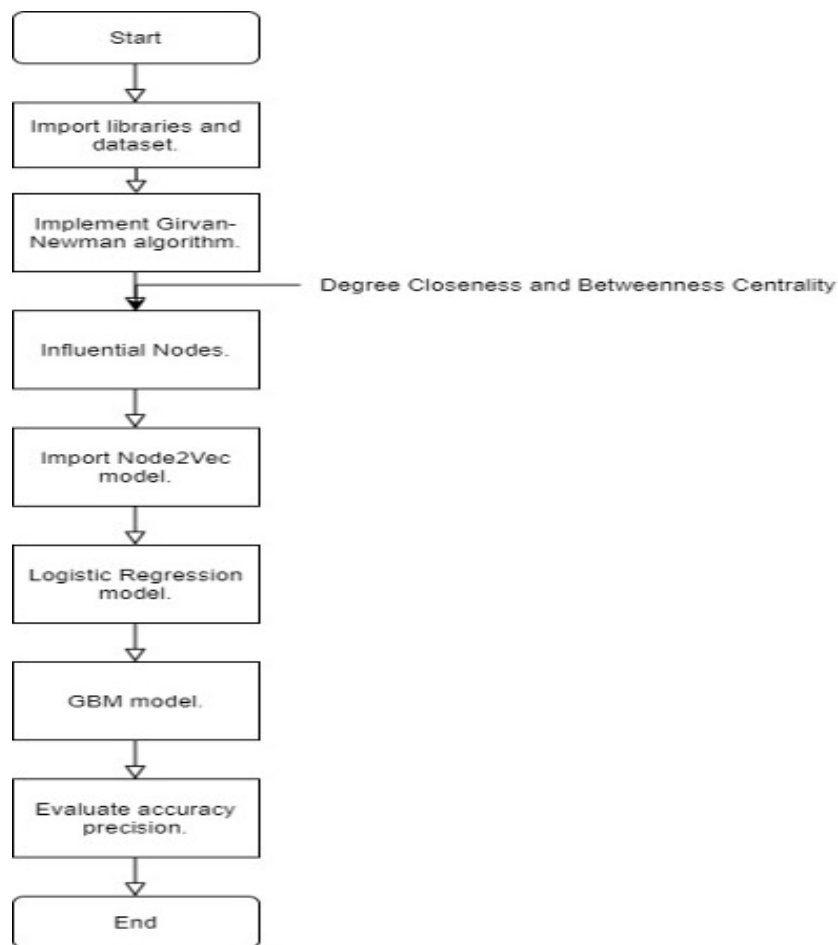 Start
Import libraries and
dataset.
Implement Girvan-
Newman algorithm.
Degree Closeness and Betweenness Centrality
Influential Nodes.
Import Node2Vec
model.
Logistic Regression
model.
GBM model.
Evaluate accuracy
precision.
End